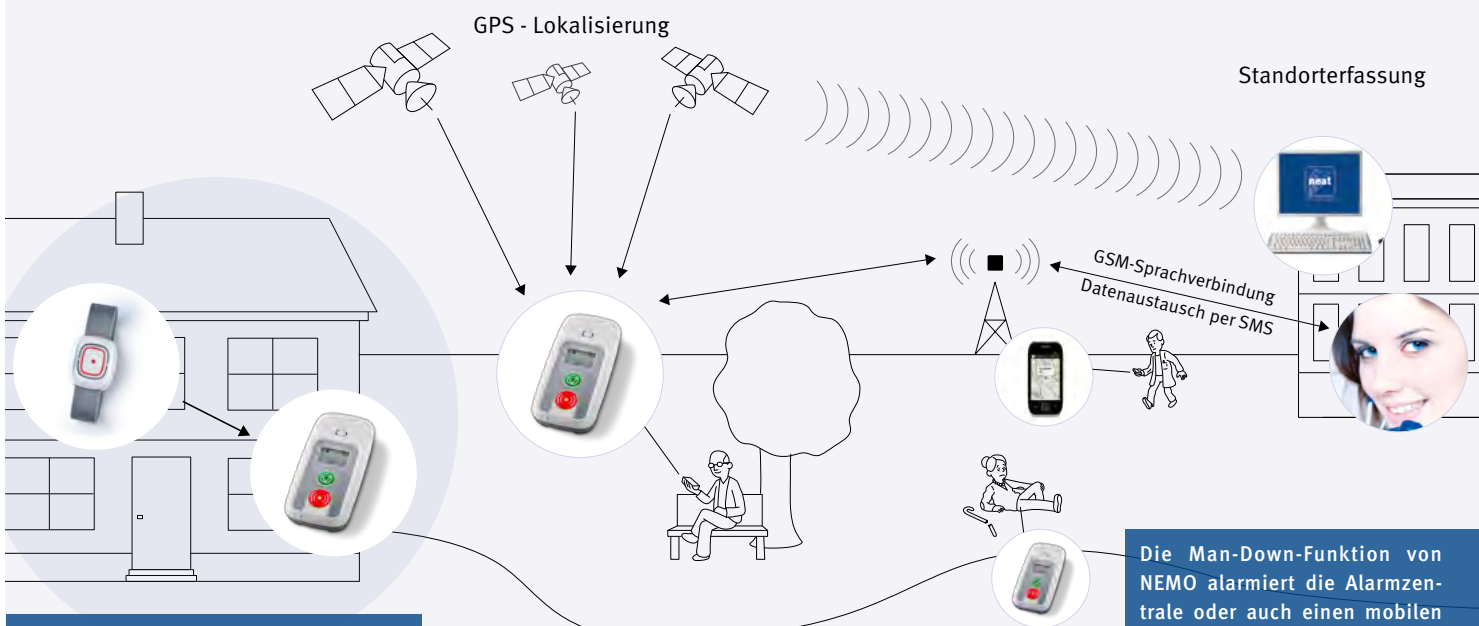 GPS - Lokalisierung
Standorterfassung
neat
GSM-Sprachverbindung
Datenaustausch per SMS
Die Man-Down-Funktion von
NEMO alarmiert die Alarmzen-
trale oder auch einen mobilen